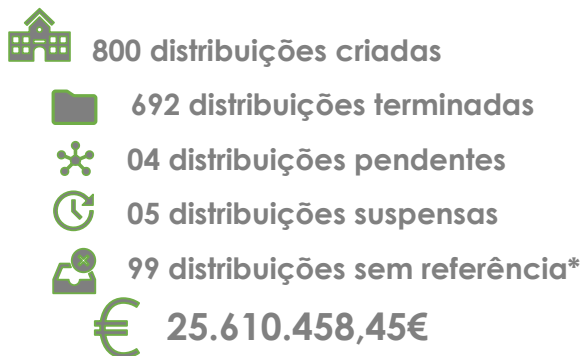 800 distribuições criadas
692 distribuições terminadas
04 distribuições pendentes
05 distribuições suspensas
99 distribuições sem referência*
€ 25.610.458,45€